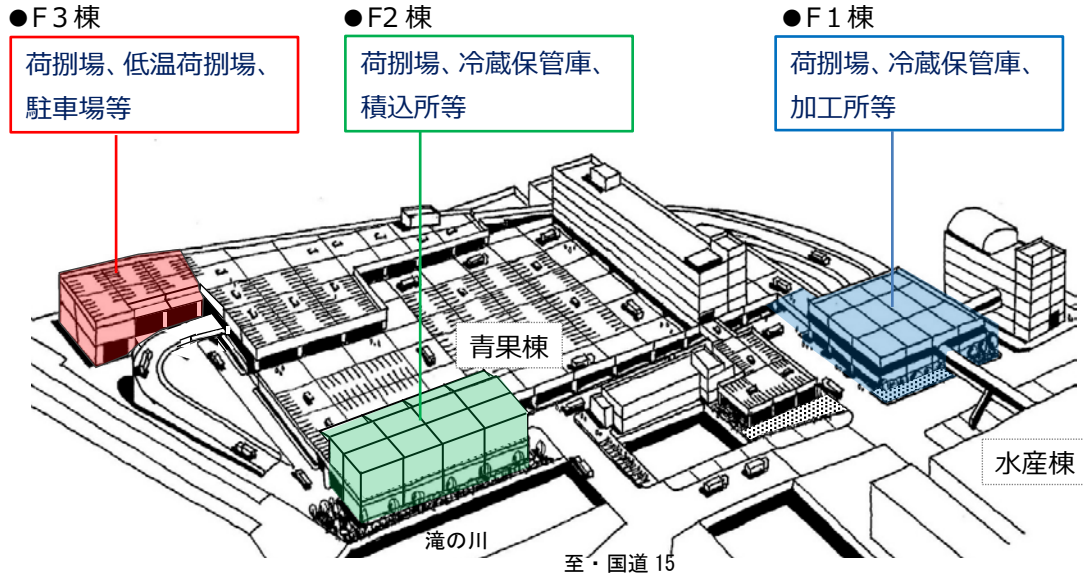 ●F３棟
荷捌場、低温荷捌場、
駐車場等
●F２棟
荷捌場、冷蔵保管庫、
積込所等
●F１棟
荷捌場、冷蔵保管庫、
加工所等
青果棟
水産棟
滝の川
至・国道 15